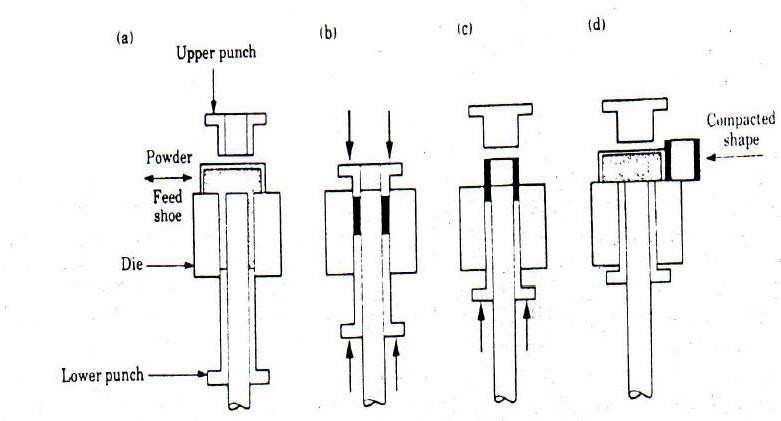 (a)
(b)
(c)
(d)
Upper punch
Powder
Feed
shoe
Die
Lower punch
Compacted
shape